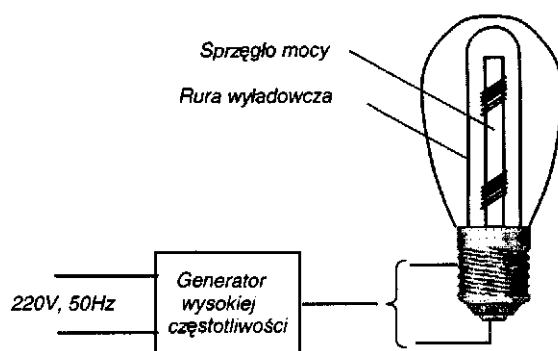 Sprzęgło mocy
Rura wyładowcza
220V, 50Hz
Generator
wysokiej
częstotliwości